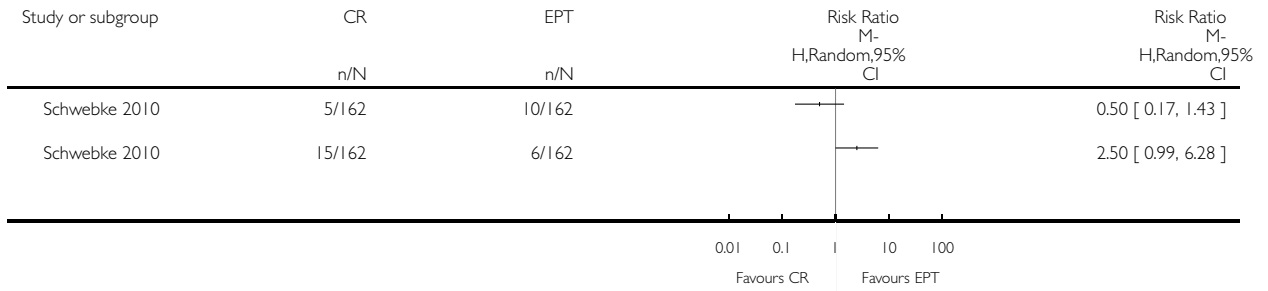 Study or subgroup CR EPT Risk Ratio Risk Ratio
M- M-
H,Random,95% H,Random,95%
n/N n/N CI CI
Schwebke 2010 5/162 10/162 0.50 [ 0.17, 1.43 ]
Schwebke 2010 15/162 6/162 2.50 [ 0.99, 6.28 ]
0.01 0.1 1 10 100
Favours CR Favours EPT